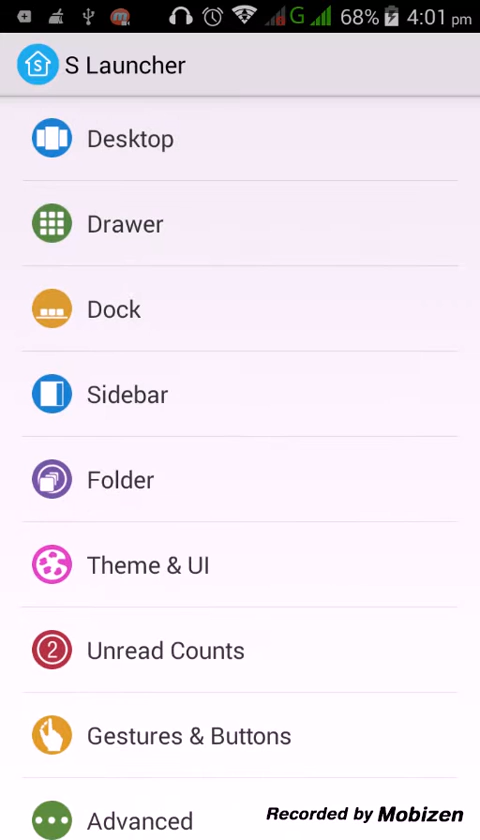 G 68% 4:01 pm
S Launcher
Desktop
Drawer
Dock
Sidebar
Folder
Theme & UI
2 Unread Counts
Gestures & Buttons
Advanced
Recorded by Mobizen